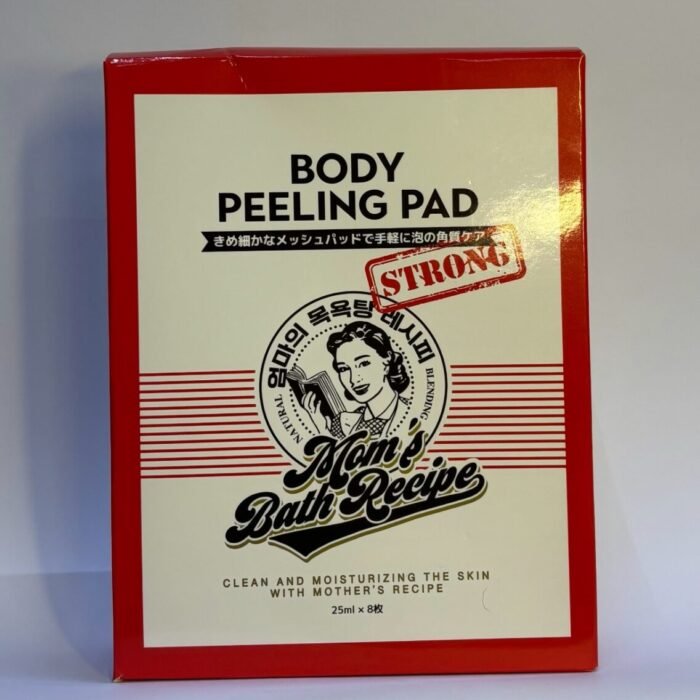 BODY
PEELING PAD
きめ細かなメッシュパッドで手軽に泡の角質ケア
STRONG
엄마의 목욕탕 레시피
NATURAL
BLENDING
Mom's
Bath Recipe
CLEAN AND MOISTURIZING THE SKIN
WITH MOTHER'S RECIPE
25ml × 8枚